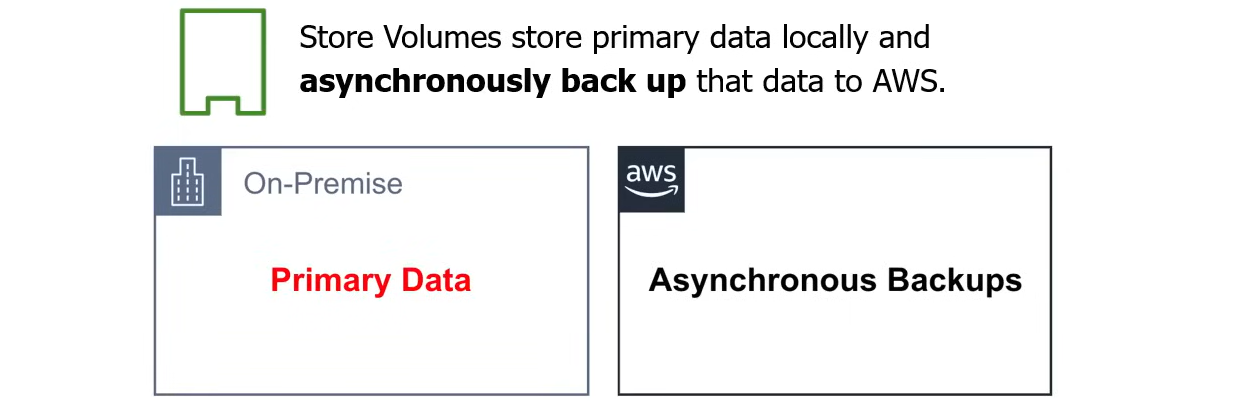 Store Volumes store primary data locally and
asynchronously back up that data to AWS.
On-Premise
aws
Primary Data
Asynchronous Backups